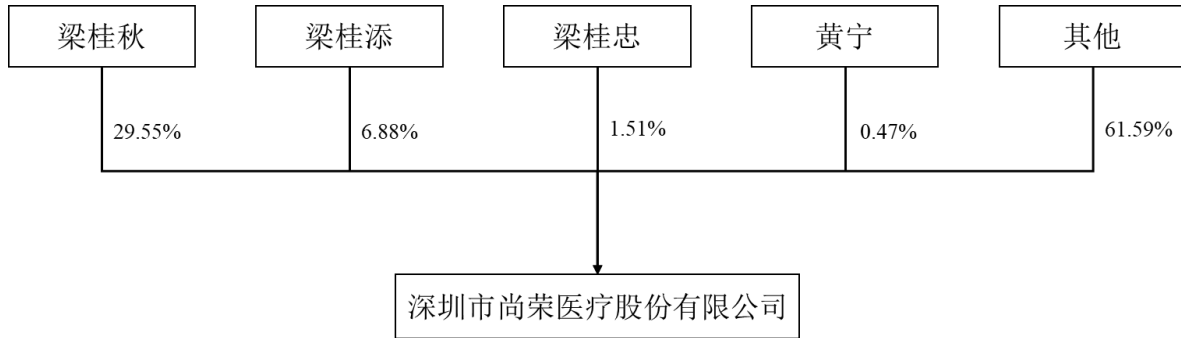 梁桂秋
梁桂添
梁桂忠
黄宁
其他
29.55%
6.88%
1.51%
0.47%
61.59%
深圳市尚荣医疗股份有限公司